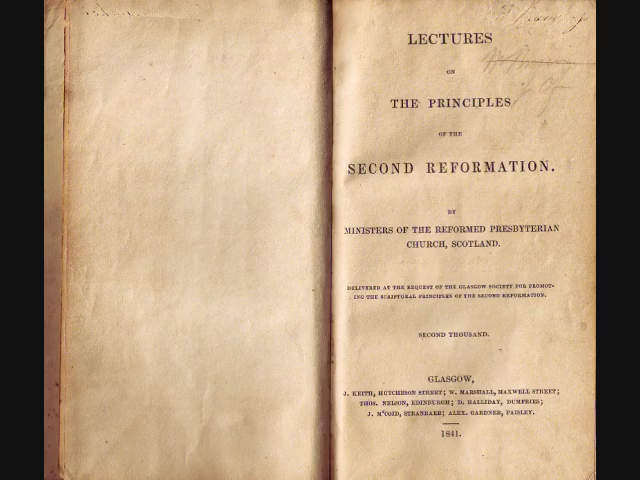 LECTURES
ON
THE PRINCIPLES
OF THE
SECOND REFORMATION.
BY
MINISTERS OF THE REFORMED PRESBYTERIAN
CHURCH, SCOTLAND.
DELIVERED AT THE REQUEST OF THE GLASGOW SOCIETY FOR PROMOT-
ING THE SCRIPTURAL PRINCIPLES OF THE SECOND REFORMATION.
SECOND THOUSAND.
GLASGOW,
J. KEITH, HUTCHESON STREET; W. MARSHALL, MAXWELL STREET;
THOS. NELSON, EDINBURGH; D. HALLIDAY, DUMFRIES;
J. M'COID, STRANRAER; ALEX. GARDNER, PAISLEY.
1841.